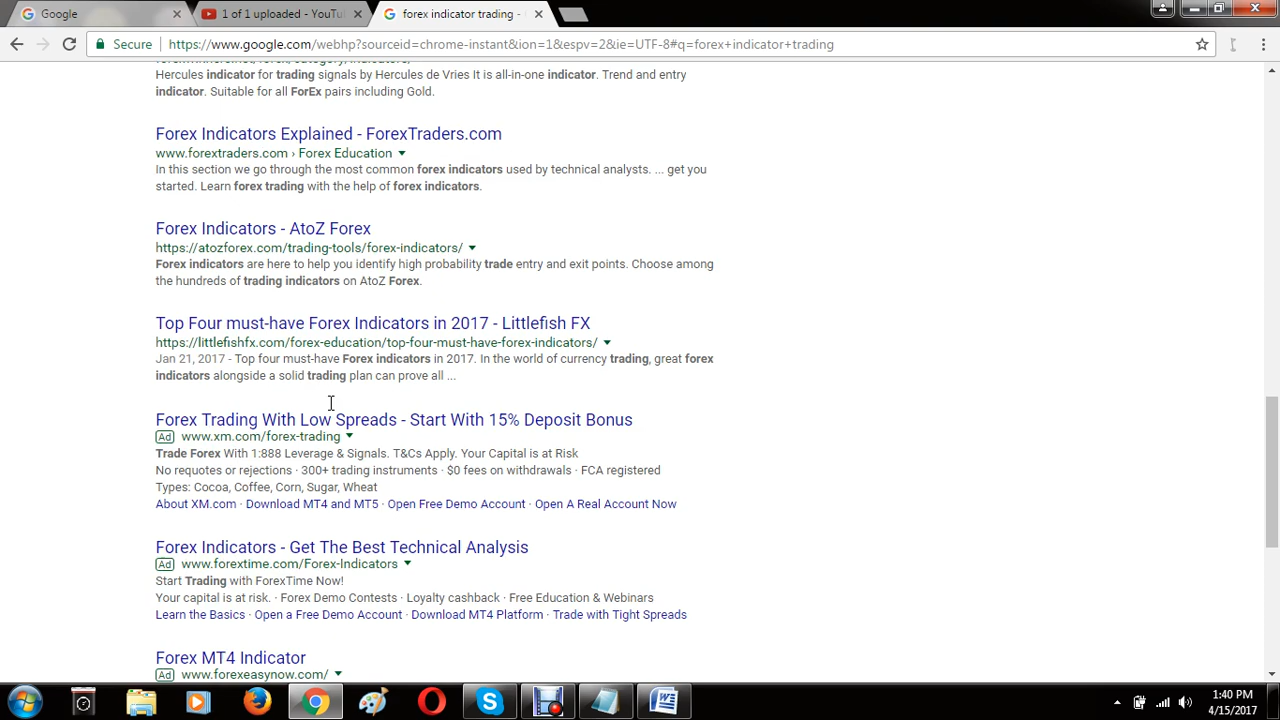 Google
1 of 1 uploaded - YouTu
forex indicator trading -
Secure
https://www.google.com/webhp?sourceid=chrome-instant&ion=1&espv=2&ie=UTF-8#q=forex+indicator+trading
Hercules indicator for trading signals by Hercules de Vries It is all-in-one indicator. Trend and entry
indicator. Suitable for all ForEx pairs including Gold.
Forex Indicators Explained - ForexTraders.com
www.forextraders.com › Forex Education
In this section we go through the most common forex indicators used by technical analysts. ... get you
started. Learn forex trading with the help of forex indicators.
Forex Indicators - AtoZ Forex
https://atozforex.com/trading-tools/forex-indicators/
Forex indicators are here to help you identify high probability trade entry and exit points. Choose among
the hundreds of trading indicators on AtoZ Forex.
Top Four must-have Forex Indicators in 2017 - Littlefish FX
https://littlefishfx.com/forex-education/top-four-must-have-forex-indicators/
Jan 21, 2017 - Top four must-have Forex indicators in 2017. In the world of currency trading, great forex
indicators alongside a solid trading plan can prove all ...
Forex Trading With Low Spreads - Start With 15% Deposit Bonus
Ad www.xm.com/forex-trading
Trade Forex With 1:888 Leverage & Signals. T&Cs Apply. Your Capital is at Risk
No requotes or rejections · 300+ trading instruments · $0 fees on withdrawals · FCA registered
Types: Cocoa, Coffee, Corn, Sugar, Wheat
About XM.com · Download MT4 and MT5 · Open Free Demo Account · Open A Real Account Now
Forex Indicators - Get The Best Technical Analysis
Ad www.forextime.com/Forex-Indicators
Start Trading with ForexTime Now!
Your capital is at risk. · Forex Demo Contests · Loyalty cashback · Free Education & Webinars
Learn the Basics · Open a Free Demo Account · Download MT4 Platform · Trade with Tight Spreads
Forex MT4 Indicator
Ad www.forexeasynow.com/
1:40 PM
4/15/2017